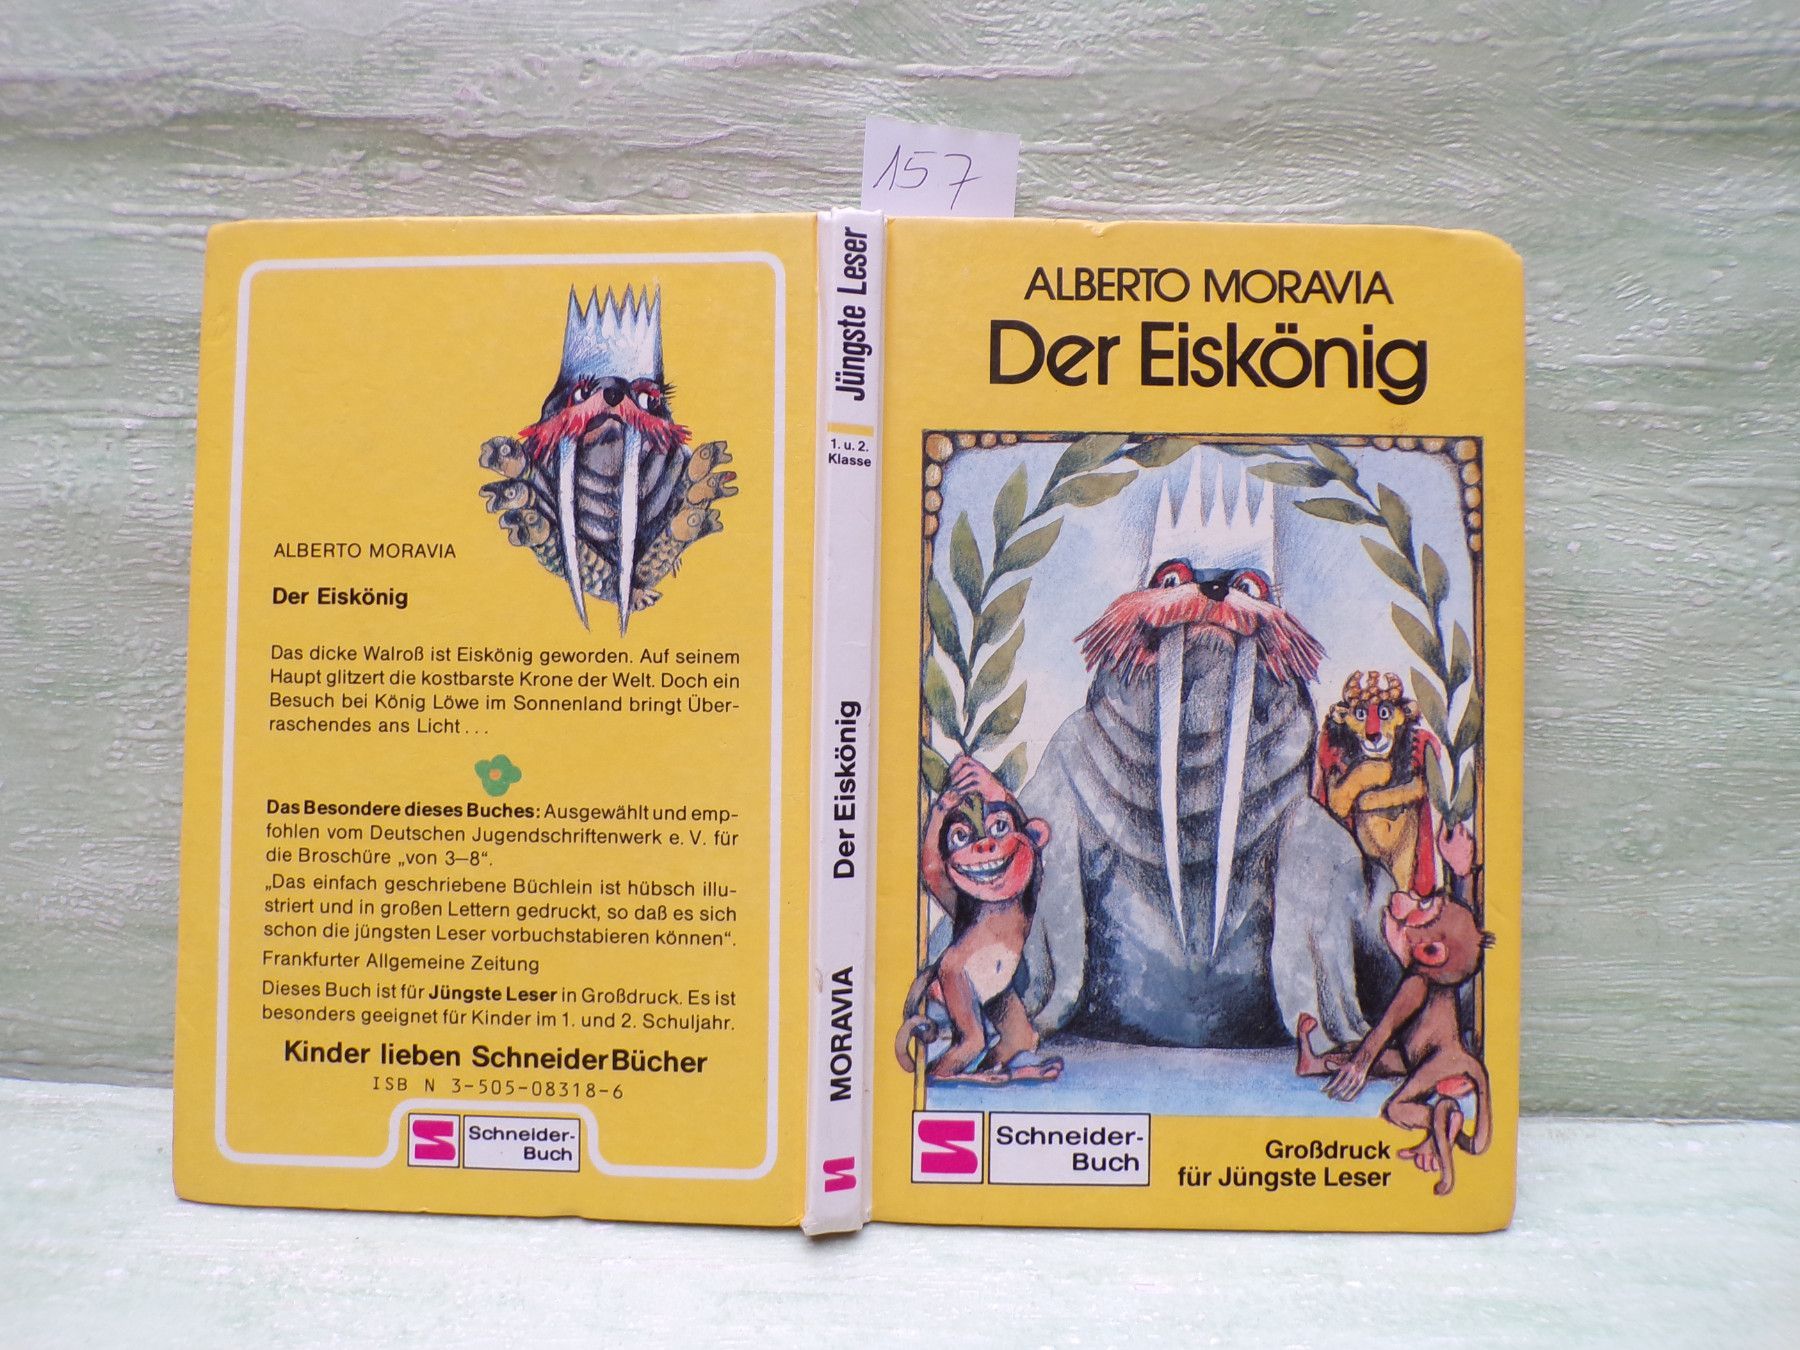 157
ALBERTO MORAVIA
Der Eiskönig
Das dicke Walroß ist Eiskönig geworden. Auf seinem
Haupt glitzert die kostbarste Krone der Welt. Doch ein
Besuch bei König Löwe im Sonnenland bringt Über-
raschendes ans Licht...
Das Besondere dieses Buches: Ausgewählt und emp-
fohlen vom Deutschen Jugendschriftenwerk e. V. für
die Broschüre „von 3–8“.
„Das einfach geschriebene Büchlein ist hübsch illu-
striert und in großen Lettern gedruckt, so daß es sich
schon die jüngsten Leser vorbuchstabieren können“.
Frankfurter Allgemeine Zeitung
Dieses Buch ist für Jüngste Leser in Großdruck. Es ist
besonders geeignet für Kinder im 1. und 2. Schuljahr.
Kinder lieben SchneiderBücher
ISB N 3-505-08318-6
Schneider-
Buch
Jüngste Leser
1. u. 2.
Klasse
Der Eiskönig
MORAVIA
ALBERTO MORAVIA
Der Eiskönig
Schneider-
Buch
Großdruck
für Jüngste Leser